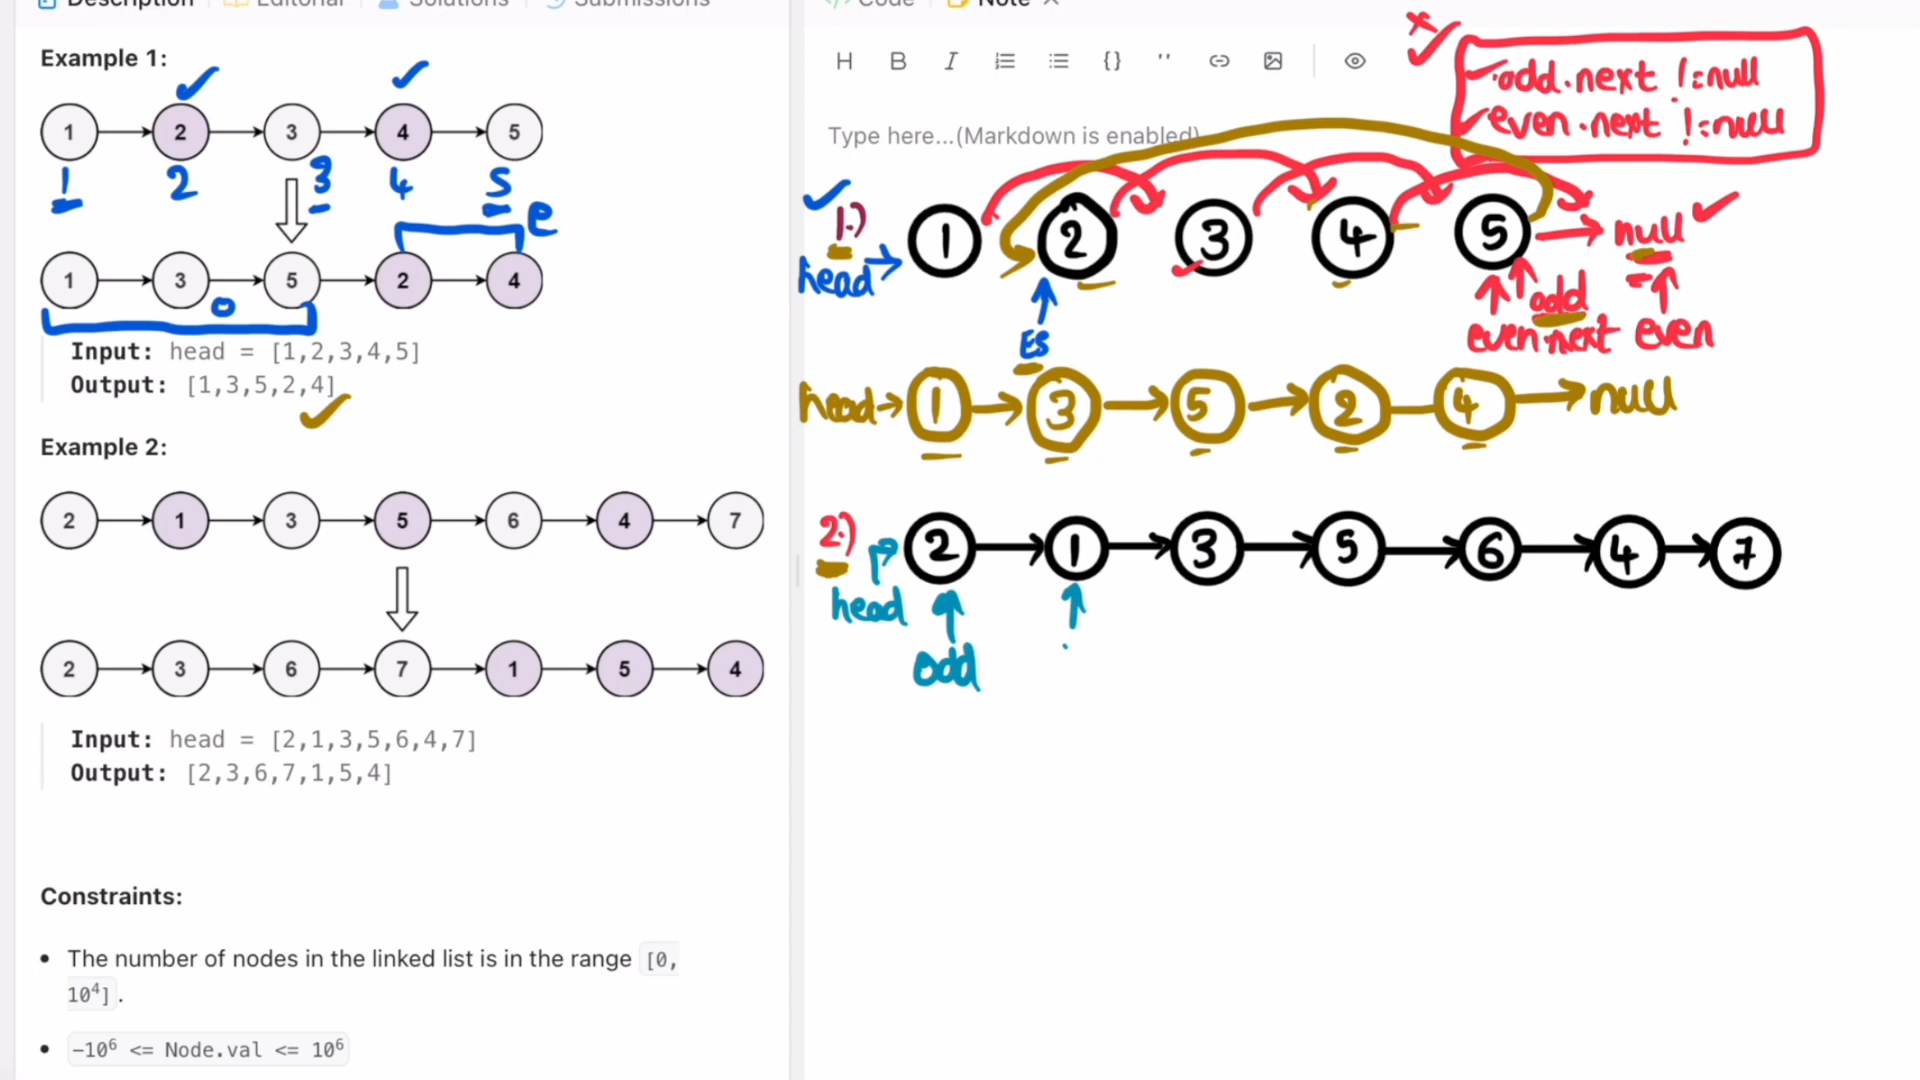 Description Editorial Solutions Submissions
Example 1:
1 2 3 4 5
1 2 3 4 5
e
1 3 5 2 4
o
Input: head = [1,2,3,4,5]
Output: [1,3,5,2,4]
Example 2:
2 1 3 5 6 4 7
2 3 6 7 1 5 4
Input: head = [2,1,3,5,6,4,7]
Output: [2,3,6,7,1,5,4]
Constraints:
• The number of nodes in the linked list is in the range [0,
10⁴].
• -10⁶ <= Node.val <= 10⁶
</> Code Note
H B I {} ''
odd.next != null
even.next != null
Type here...(Markdown is enabled)
1.)
head 1 2 3 4 5 null
ES odd
even.next even
head 1 3 5 2 4 null
2.) 2 1 3 5 6 4 7
head
odd